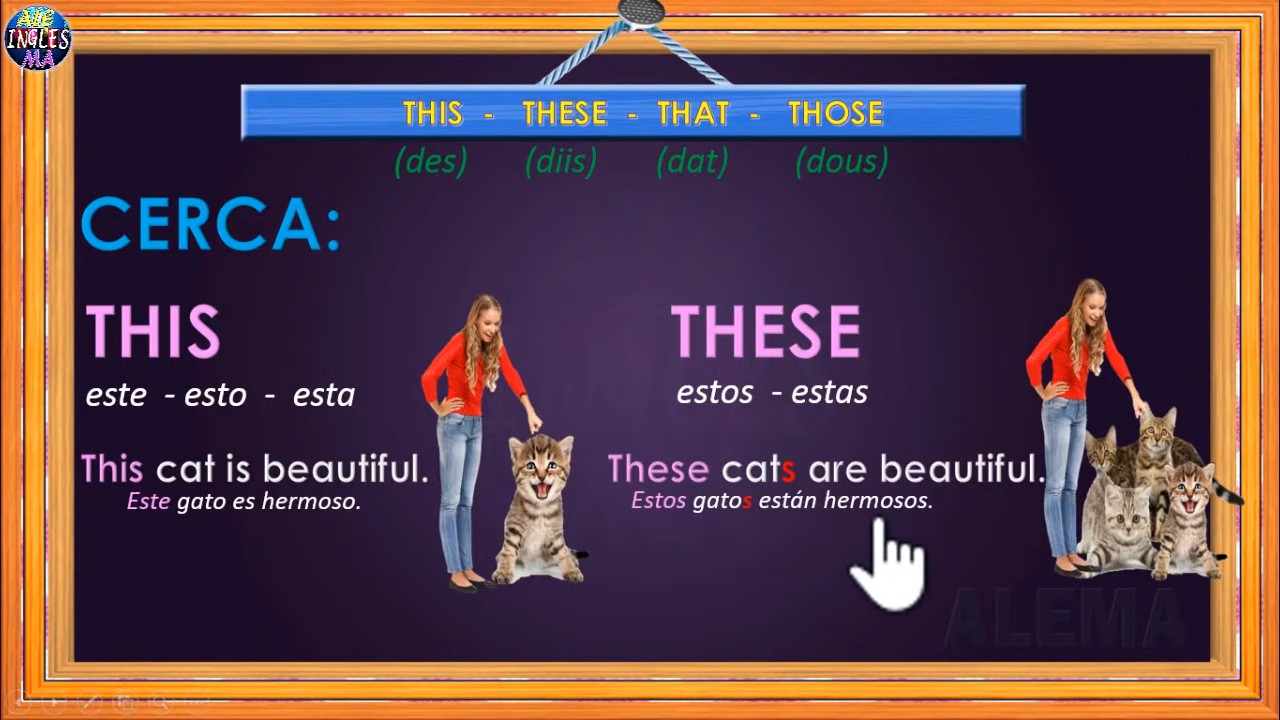 AIE
INGLES
MA
THIS - THESE - THAT - THOSE
(des) (diis) (dat) (dous)
CERCA:
THIS
este - esto - esta
This cat is beautiful.
Este gato es hermoso.
THESE
estos - estas
These cats are beautiful.
Estos gatos están hermosos.
ALEMA